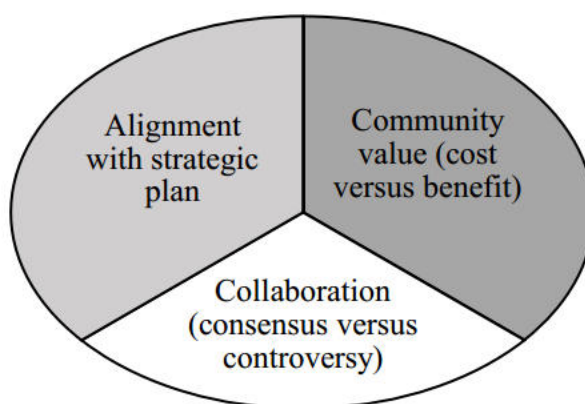 Alignment
with strategic
plan
Community
value (cost
versus benefit)
Collaboration
(consensus versus
controversy)